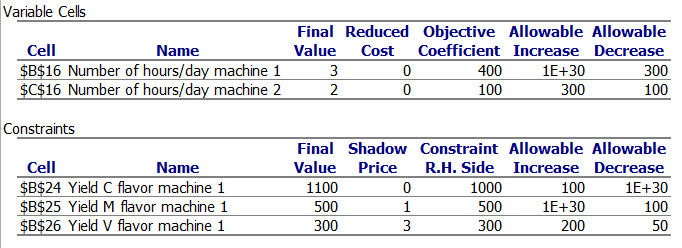 Variable Cells
Final Reduced Objective Allowable Allowable
Cell Name Value Cost Coefficient Increase Decrease
$B$16 Number of hours/day machine 1 3 0 400 1E+30 300
$C$16 Number of hours/day machine 2 2 0 100 300 100
Constraints
Final Shadow Constraint Allowable Allowable
Cell Name Value Price R.H. Side Increase Decrease
$B$24 Yield C flavor machine 1 1100 0 1000 100 1E+30
$B$25 Yield M flavor machine 1 500 1 500 1E+30 100
$B$26 Yield V flavor machine 1 300 3 300 200 50